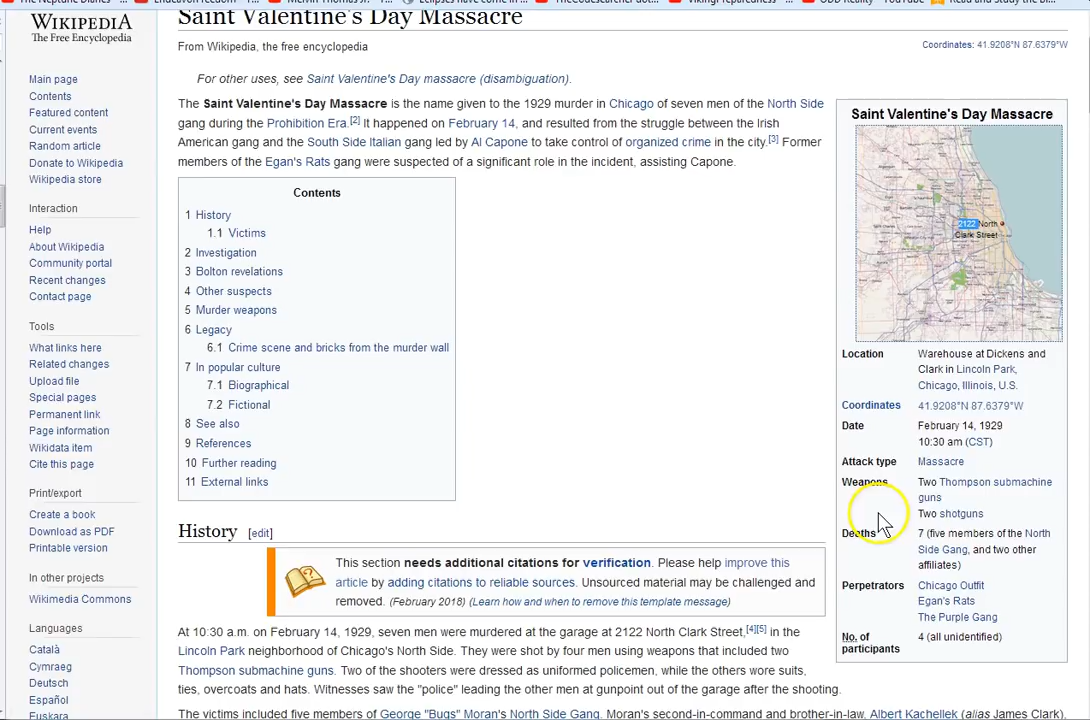 WIKIPEDIA
The Free Encyclopedia
Main page
Contents
Featured content
Current events
Random article
Donate to Wikipedia
Wikipedia store
Interaction
Help
About Wikipedia
Community portal
Recent changes
Contact page
Tools
What links here
Related changes
Upload file
Special pages
Permanent link
Page information
Wikidata item
Cite this page
Print/export
Create a book
Download as PDF
Printable version
In other projects
Wikimedia Commons
Languages
Català
Cymraeg
Deutsch
Español
Euskara
Saint Valentine's Day Massacre
From Wikipedia, the free encyclopedia
Coordinates: 41.9208°N 87.6379°W
For other uses, see Saint Valentine's Day massacre (disambiguation).
The Saint Valentine's Day Massacre is the name given to the 1929 murder in Chicago of seven men of the North Side
gang during the Prohibition Era.[2] It happened on February 14, and resulted from the struggle between the Irish
American gang and the South Side Italian gang led by Al Capone to take control of organized crime in the city.[3] Former
members of the Egan's Rats gang were suspected of a significant role in the incident, assisting Capone.
Contents
1 History
1.1 Victims
2 Investigation
3 Bolton revelations
4 Other suspects
5 Murder weapons
6 Legacy
6.1 Crime scene and bricks from the murder wall
7 In popular culture
7.1 Biographical
7.2 Fictional
8 See also
9 References
10 Further reading
11 External links
History [edit]
This section needs additional citations for verification. Please help improve this
article by adding citations to reliable sources. Unsourced material may be challenged and
removed. (February 2018) (Learn how and when to remove this template message)
At 10:30 a.m. on February 14, 1929, seven men were murdered at the garage at 2122 North Clark Street,[4][5] in the
Lincoln Park neighborhood of Chicago's North Side. They were shot by four men using weapons that included two
Thompson submachine guns. Two of the shooters were dressed as uniformed policemen, while the others wore suits,
ties, overcoats and hats. Witnesses saw the "police" leading the other men at gunpoint out of the garage after the shooting.
The victims included five members of George "Bugs" Moran's North Side Gang. Moran's second-in-command and brother-in-law, Albert Kachellek (alias James Clark),
Saint Valentine's Day Massacre
2122 North
Clark Street
Location Warehouse at Dickens and
Clark in Lincoln Park,
Chicago, Illinois, U.S.
Coordinates 41.9208°N 87.6379°W
Date February 14, 1929
10:30 am (CST)
Attack type Massacre
Weapons Two Thompson submachine
guns
Two shotguns
Deaths 7 (five members of the North
Side Gang, and two other
affiliates)
Perpetrators Chicago Outfit
Egan's Rats
The Purple Gang
No. of 4 (all unidentified)
participants